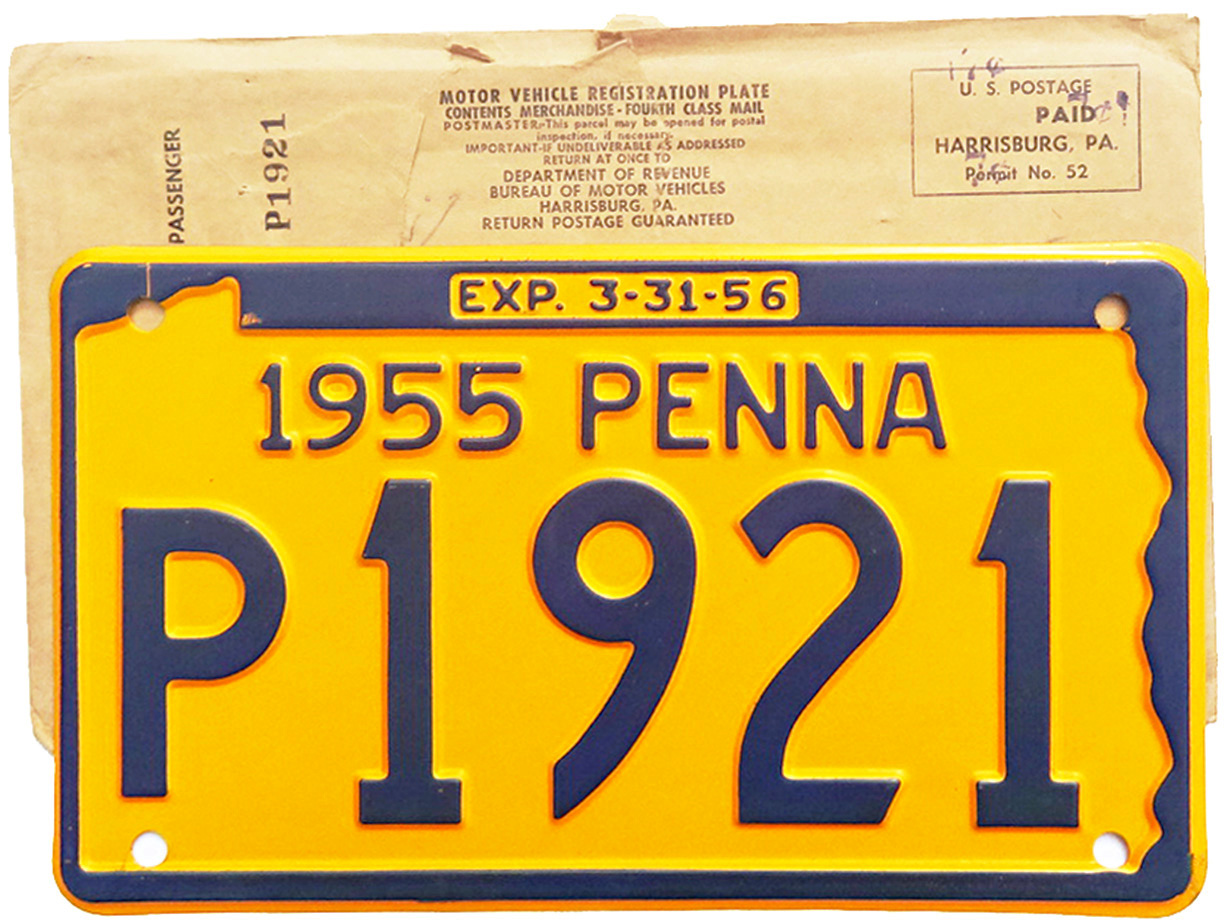 MOTOR VEHICLE REGISTRATION PLATE
CONTENTS MERCHANDISE - FOURTH CLASS MAIL
POSTMASTER:-This parcel may be opened for postal
inspection, if necessary.
IMPORTANT-IF UNDELIVERABLE AS ADDRESSED
RETURN AT ONCE TO
DEPARTMENT OF REVENUE
BUREAU OF MOTOR VEHICLES
HARRISBURG, PA.
RETURN POSTAGE GUARANTEED
PASSENGER
P1921
U. S. POSTAGE
PAID
HARRISBURG, PA.
Permit No. 52
EXP. 3-31-56
1955 PENNA
P1921